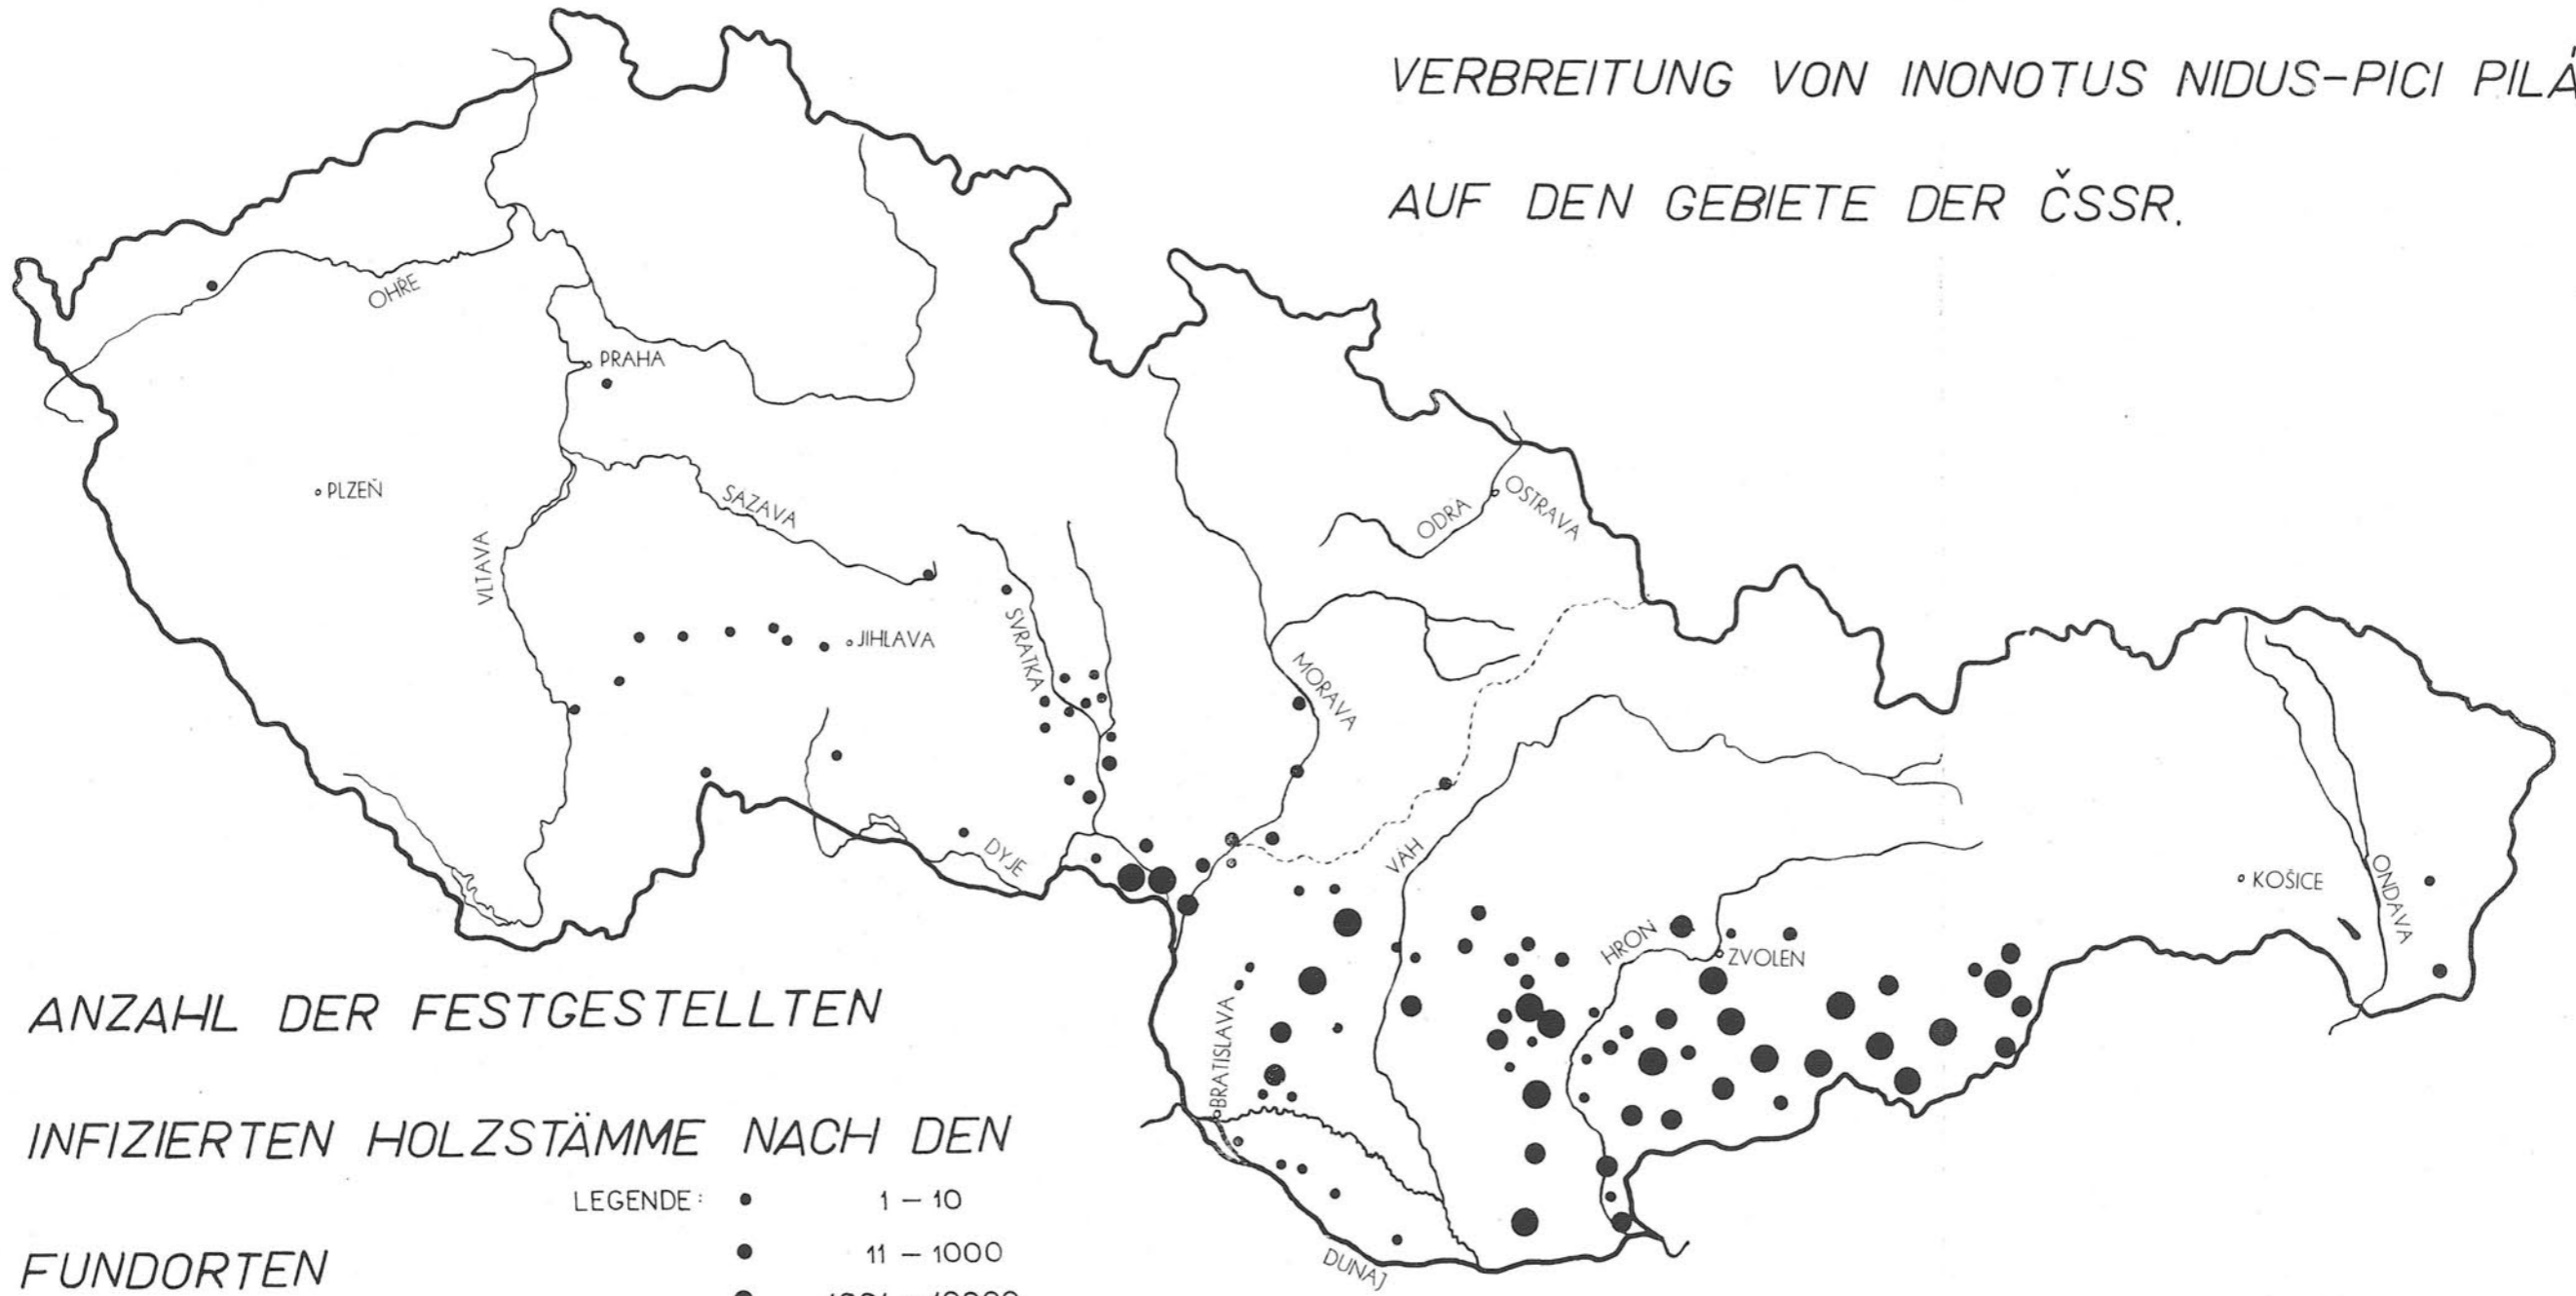 VERBREITUNG VON INONOTUS NIDUS-PICI PILÁ
AUF DEN GEBIETE DER ČSSR.
OHŘE
PRAHA
PLZEŇ
SÁZAVA
VLTAVA
ODRA
OSTRAVA
SVRATKA
JIHLAVA
MORAVA
DYJE
VÁH
HRON
ZVOLEN
KOŠICE
ONDAVA
BRATISLAVA
DUNAJ
ANZAHL DER FESTGESTELLTEN
INFIZIERTEN HOLZSTÄMME NACH DEN
FUNDORTEN
LEGENDE: 1 – 10
11 – 1000